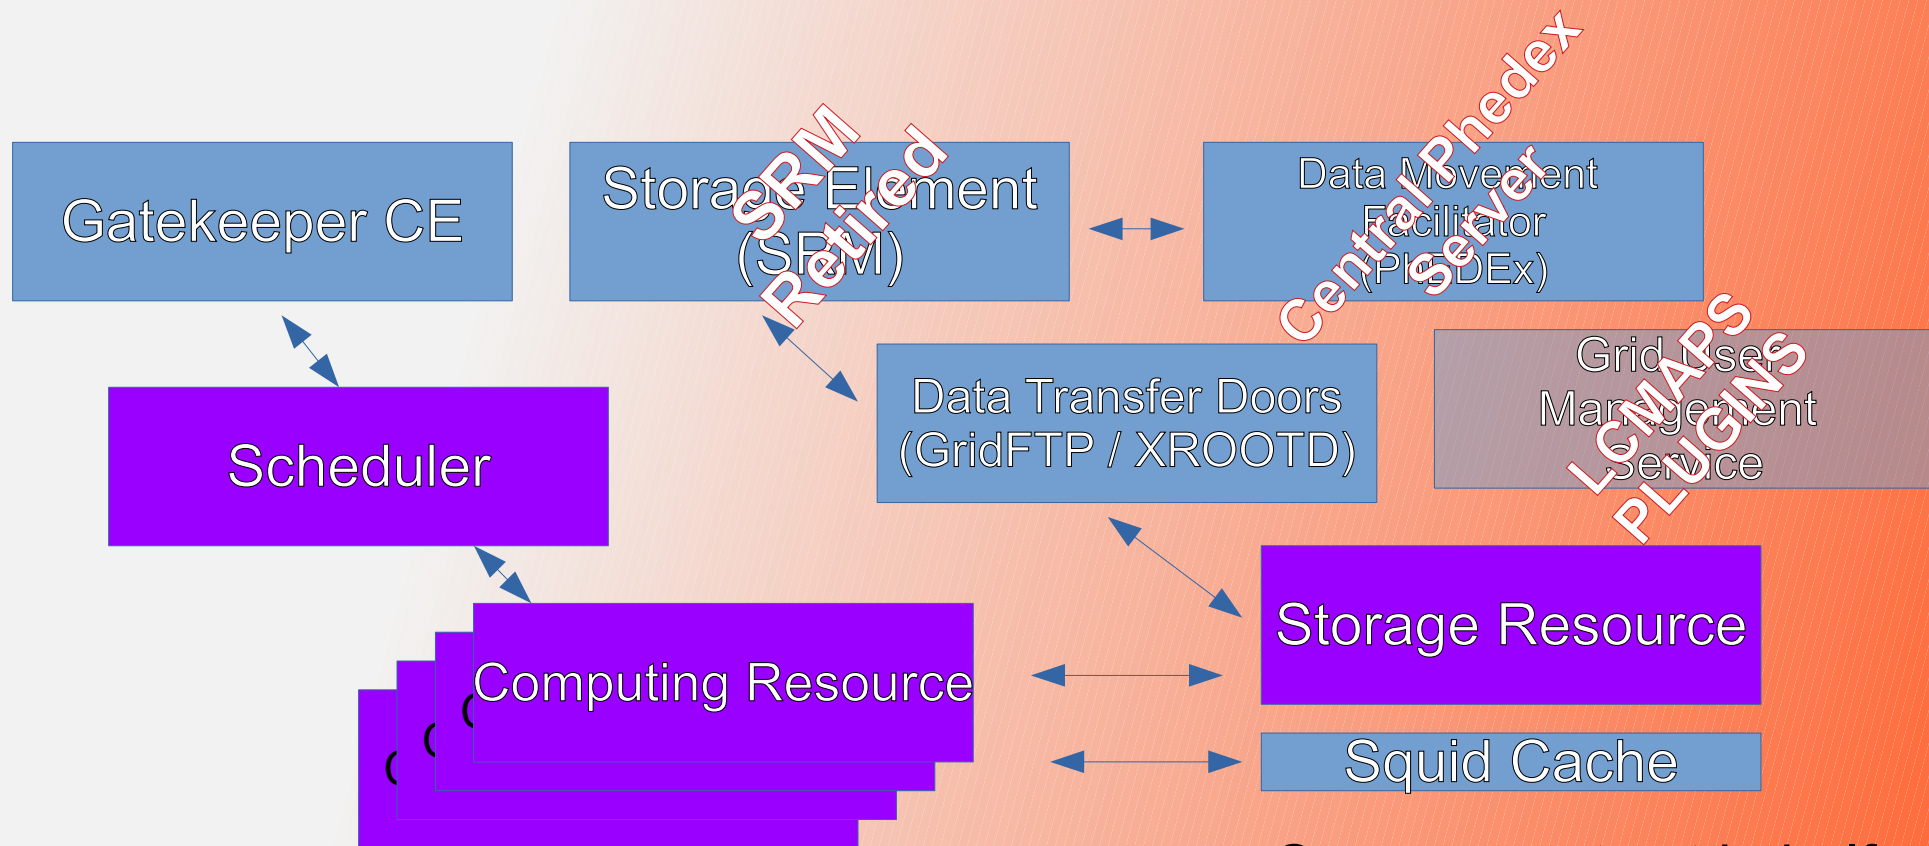 Gatekeeper CE
Storage Element
(SRM)
SRM
Retired
Data Movement
Facilitator
(PhEDEx)
Central Phedex
Server
Scheduler
Data Transfer Doors
(GridFTP / XROOTD)
Grid User
Management
Service
LCMAPS
PLUGINS
Computing Resource
Storage Resource
Squid Cache